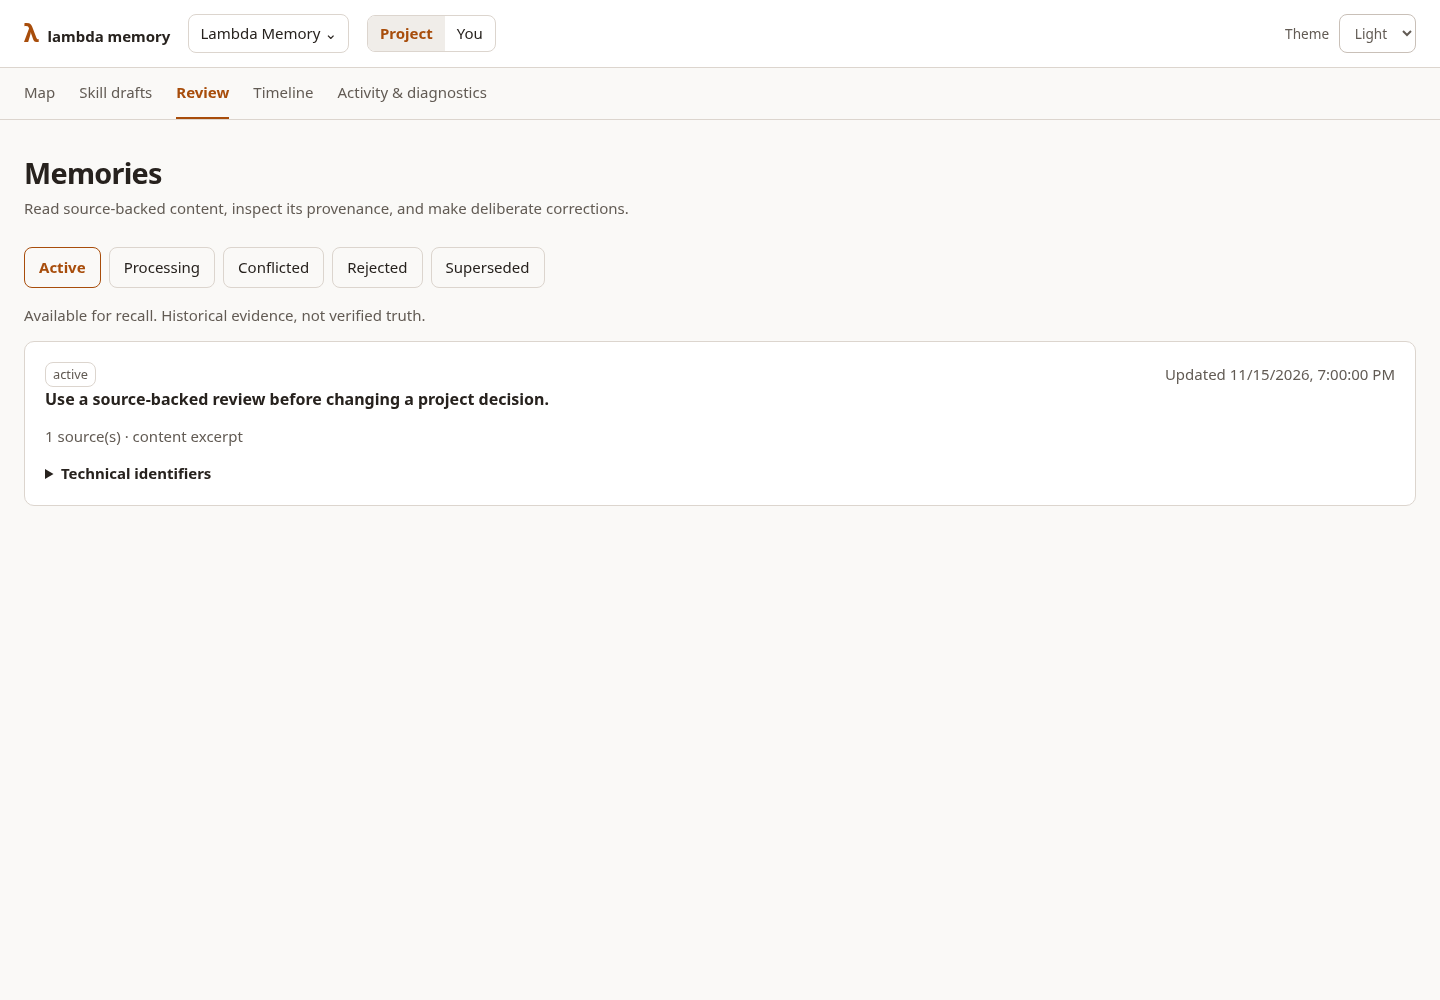 λ lambda memory
Lambda Memory
Project
You
Theme
Light
Map
Skill drafts
Review
Timeline
Activity & diagnostics
Memories
Read source-backed content, inspect its provenance, and make deliberate corrections.
Active
Processing
Conflicted
Rejected
Superseded
Available for recall. Historical evidence, not verified truth.
active
Updated 11/15/2026, 7:00:00 PM
Use a source-backed review before changing a project decision.
1 source(s) · content excerpt
Technical identifiers